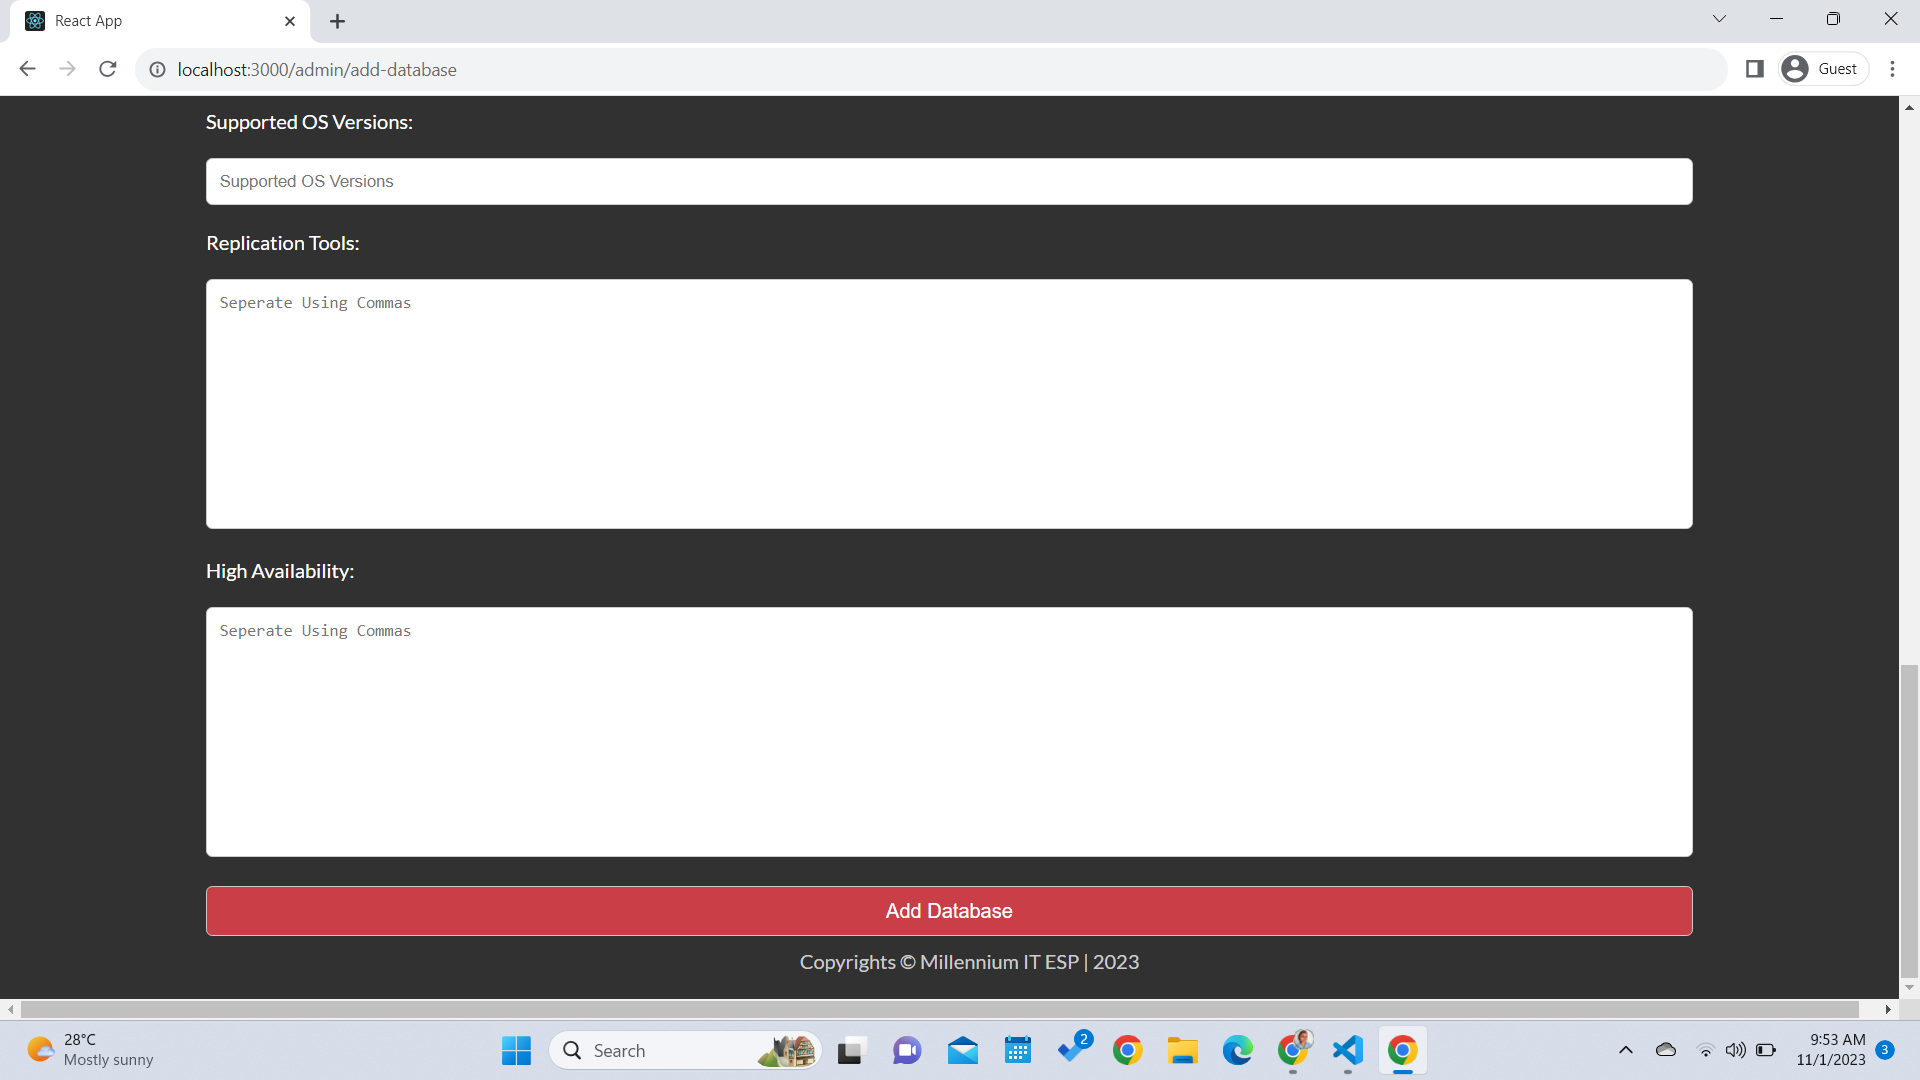 React App
localhost:3000/admin/add-database
Guest
Supported OS Versions:
Supported OS Versions
Replication Tools:
Seperate Using Commas
High Availability:
Seperate Using Commas
Add Database
Copyrights © Millennium IT ESP | 2023
28°C
Mostly sunny
Search
2
9:53 AM
11/1/2023
3